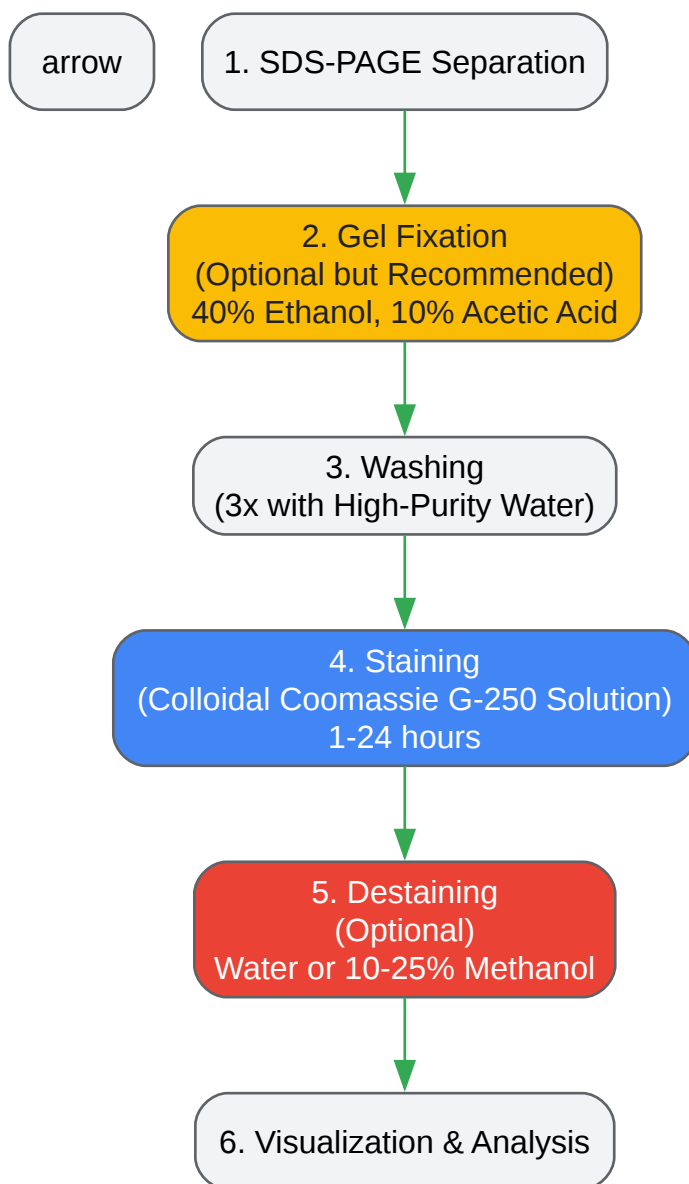 arrow
1. SDS-PAGE Separation
2. Gel Fixation
(Optional but Recommended)
40% Ethanol, 10% Acetic Acid
3. Washing
(3x with High-Purity Water)
4. Staining
(Colloidal Coomassie G-250 Solution)
1-24 hours
5. Destaining
(Optional)
Water or 10-25% Methanol
6. Visualization & Analysis